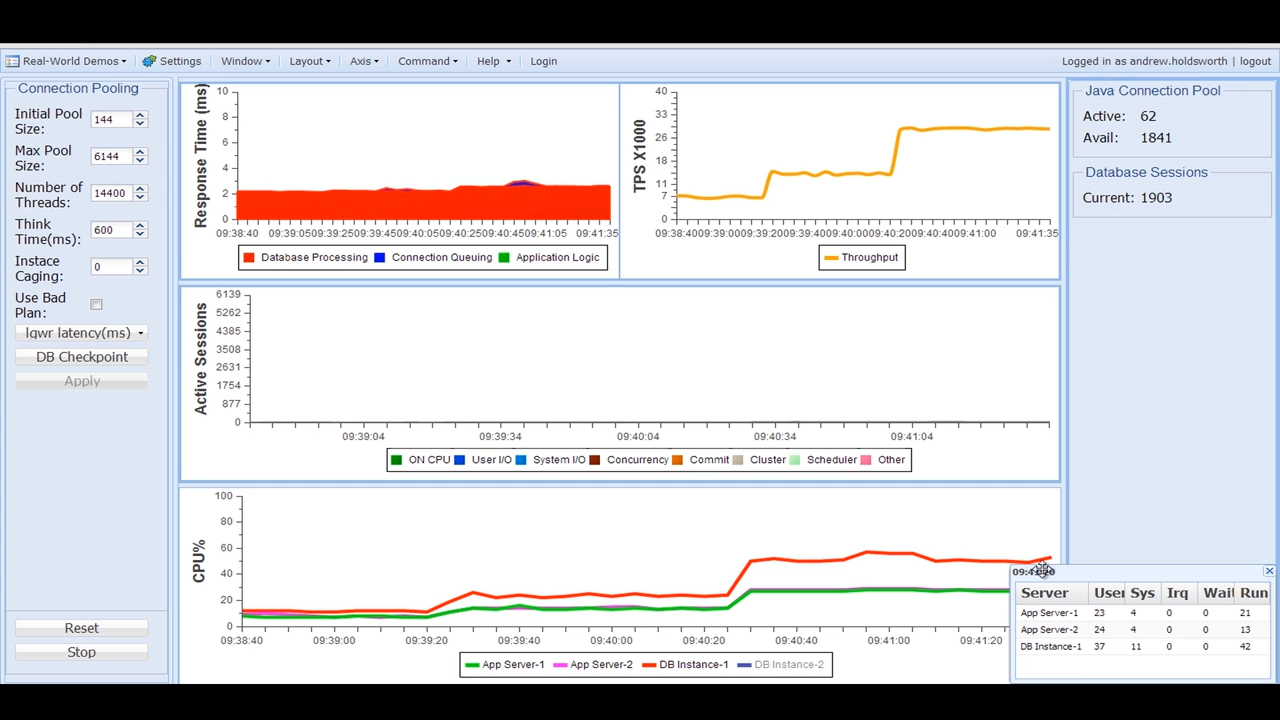 Real-World Demos Settings Window Layout Axis Command Help Login Logged in as andrew.holdsworth | logout
Connection Pooling
Initial Pool Size: 144
Max Pool Size: 6144
Number of Threads: 14400
Think Time(ms): 600
Instace Caging: 0
Use Bad Plan:
lgwr latency(ms)
DB Checkpoint
Apply
Reset
Stop
Response Time (ms)
10
8
6
4
2
0
09:38:40 09:39:05 09:39:25 09:39:45 09:40:05 09:40:25 09:40:45 09:41:05 09:41:35
Database Processing Connection Queuing Application Logic
TPS X1000
40
33
26
18
11
7
0
09:38:40 09:39:00 09:39:20 09:39:40 09:40:00 09:40:20 09:40:40 09:41:00 09:41:35
Throughput
Active Sessions
6139
5262
4385
3508
2631
1754
877
0
09:39:04 09:39:34 09:40:04 09:40:34 09:41:04
ON CPU User I/O System I/O Concurrency Commit Cluster Scheduler Other
CPU%
100
80
60
40
20
0
09:38:40 09:39:00 09:39:20 09:39:40 09:40:00 09:40:20 09:40:40 09:41:00 09:41:20
App Server-1 App Server-2 DB Instance-1 DB Instance-2
Java Connection Pool
Active: 62
Avail: 1841
Database Sessions
Current: 1903
Server User Sys Irq Wait Run
App Server-1 23 4 0 0 21
App Server-2 24 4 0 0 13
DB Instance-1 37 11 0 0 42